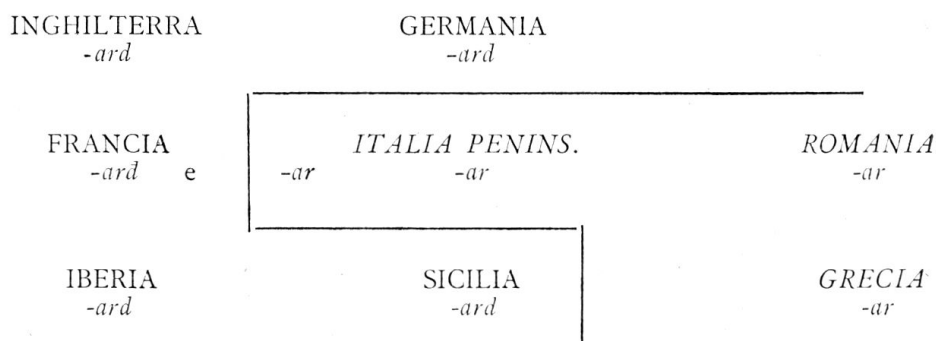 INGHILTERRA GERMANIA
-ard -ard
FRANCIA ITALIA PENINS. ROMANIA
-ard e -ar -ar -ar
IBERIA SICILIA GRECIA
-ard -ard -ar